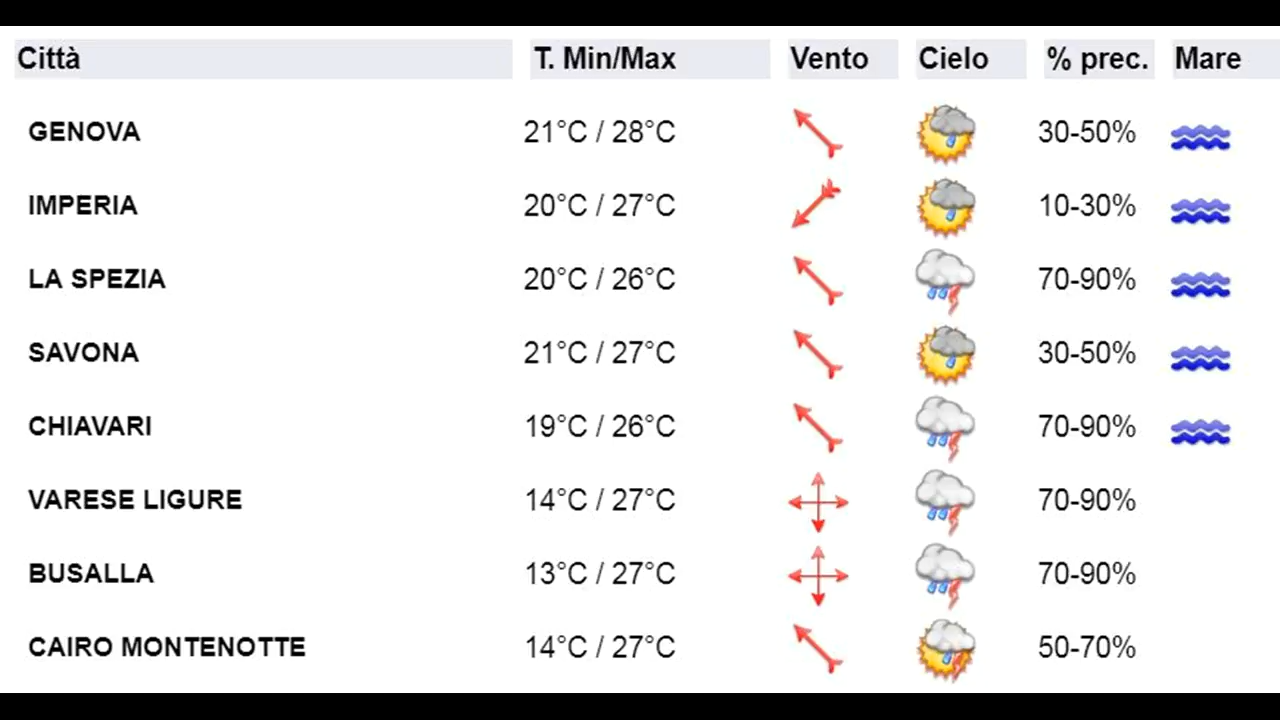 Città T. Min/Max Vento Cielo % prec. Mare
GENOVA 21°C / 28°C 30-50%
IMPERIA 20°C / 27°C 10-30%
LA SPEZIA 20°C / 26°C 70-90%
SAVONA 21°C / 27°C 30-50%
CHIAVARI 19°C / 26°C 70-90%
VARESE LIGURE 14°C / 27°C 70-90%
BUSALLA 13°C / 27°C 70-90%
CAIRO MONTENOTTE 14°C / 27°C 50-70%